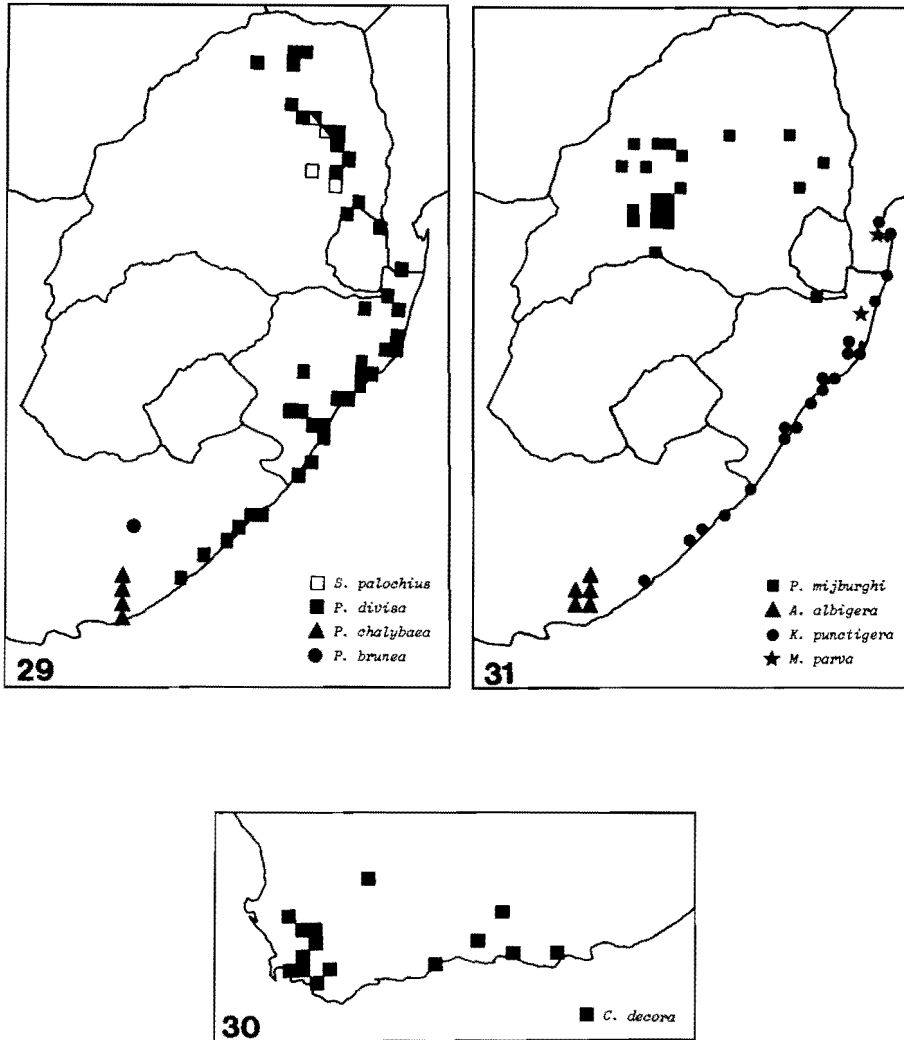 S. palochius
P. divisa
P. chalybaea
P. brunea
29
P. mijburghi
A. albigera
K. punctigera
M. parva
31
C. decora
30